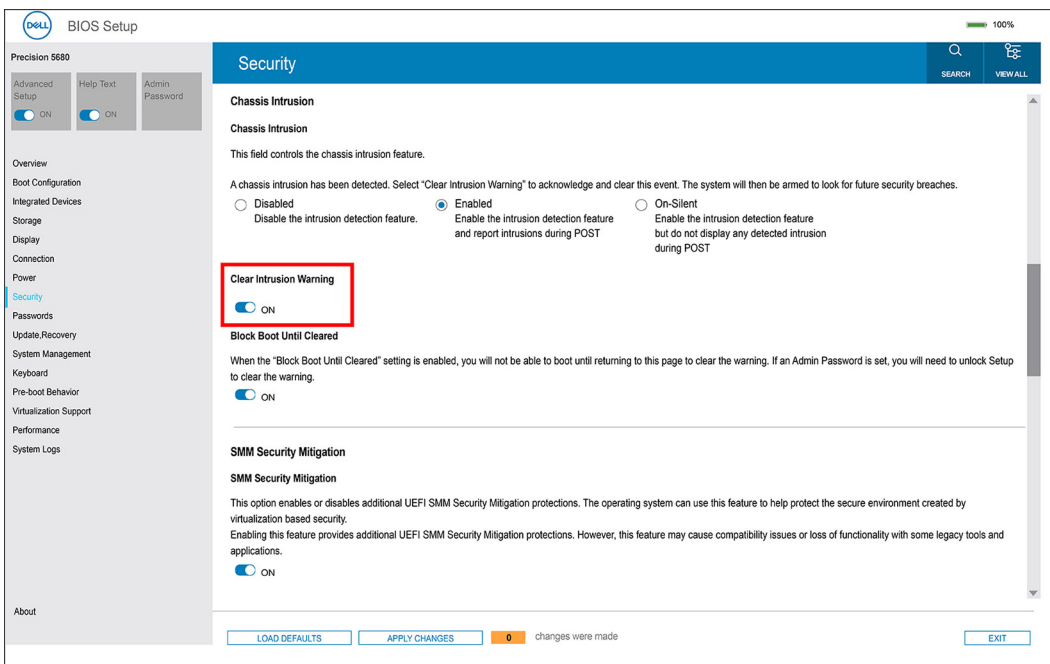 DELL
BIOS Setup
100%
Precision 5680
Advanced Setup
ON
Help Text
ON
Admin Password
Security
SEARCH
VIEW ALL
Overview
Boot Configuration
Integrated Devices
Storage
Display
Connection
Power
Security
Passwords
Update,Recovery
System Management
Keyboard
Pre-boot Behavior
Virtualization Support
Performance
System Logs
About
Chassis Intrusion
Chassis Intrusion
This field controls the chassis intrusion feature.
A chassis intrusion has been detected. Select “Clear Intrusion Warning” to acknowledge and clear this event. The system will then be armed to look for future security breaches.
Disabled
Disable the intrusion detection feature.
Enabled
Enable the intrusion detection feature
and report intrusions during POST
On-Silent
Enable the intrusion detection feature
but do not display any detected intrusion
during POST
Clear Intrusion Warning
ON
Block Boot Until Cleared
When the “Block Boot Until Cleared” setting is enabled, you will not be able to boot until returning to this page to clear the warning. If an Admin Password is set, you will need to unlock Setup
to clear the warning.
ON
SMM Security Mitigation
SMM Security Mitigation
This option enables or disables additional UEFI SMM Security Mitigation protections. The operating system can use this feature to help protect the secure environment created by
virtualization based security.
Enabling this feature provides additional UEFI SMM Security Mitigation protections. However, this feature may cause compatibility issues or loss of functionality with some legacy tools and
applications.
ON
LOAD DEFAULTS
APPLY CHANGES
0 changes were made
EXIT